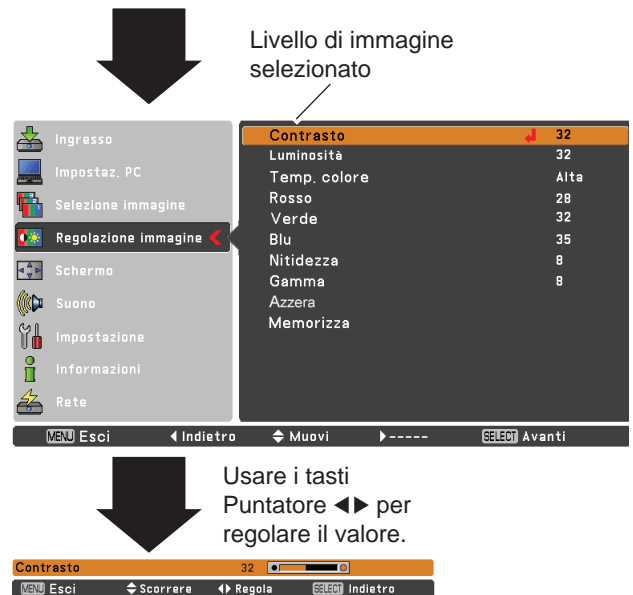 Livello di immagine
selezionato
Ingresso
Impostaz. PC
Selezione immagine
Regolazione immagine
Schermo
Suono
Impostazione
Informazioni
Rete
Contrasto 32
Luminosità 32
Temp. colore Alta
Rosso 28
Verde 32
Blu 35
Nitidezza 8
Gamma 8
Azzera
Memorizza
MENU Esci ◀ Indietro ◆ Muovi ▶ ----- SELECT Avanti
Usare i tasti
Puntatore ◀▶ per
regolare il valore.
Contrasto 32
MENU Esci ◆ Scorrere ◀▶ Regola SELECT Indietro